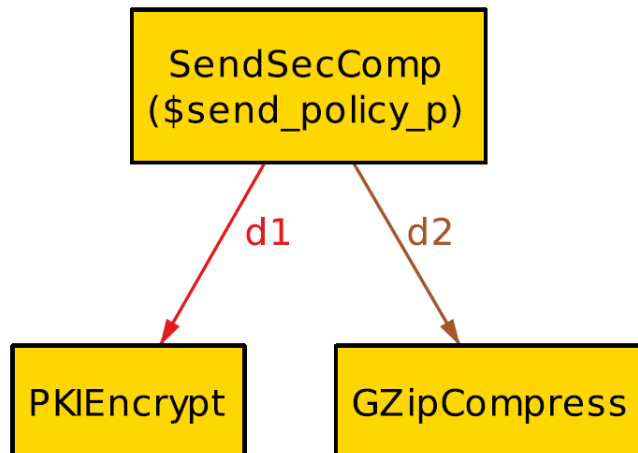 SendSecComp
($send_policy_p)
d1
d2
PKIEncrypt
GZipCompress